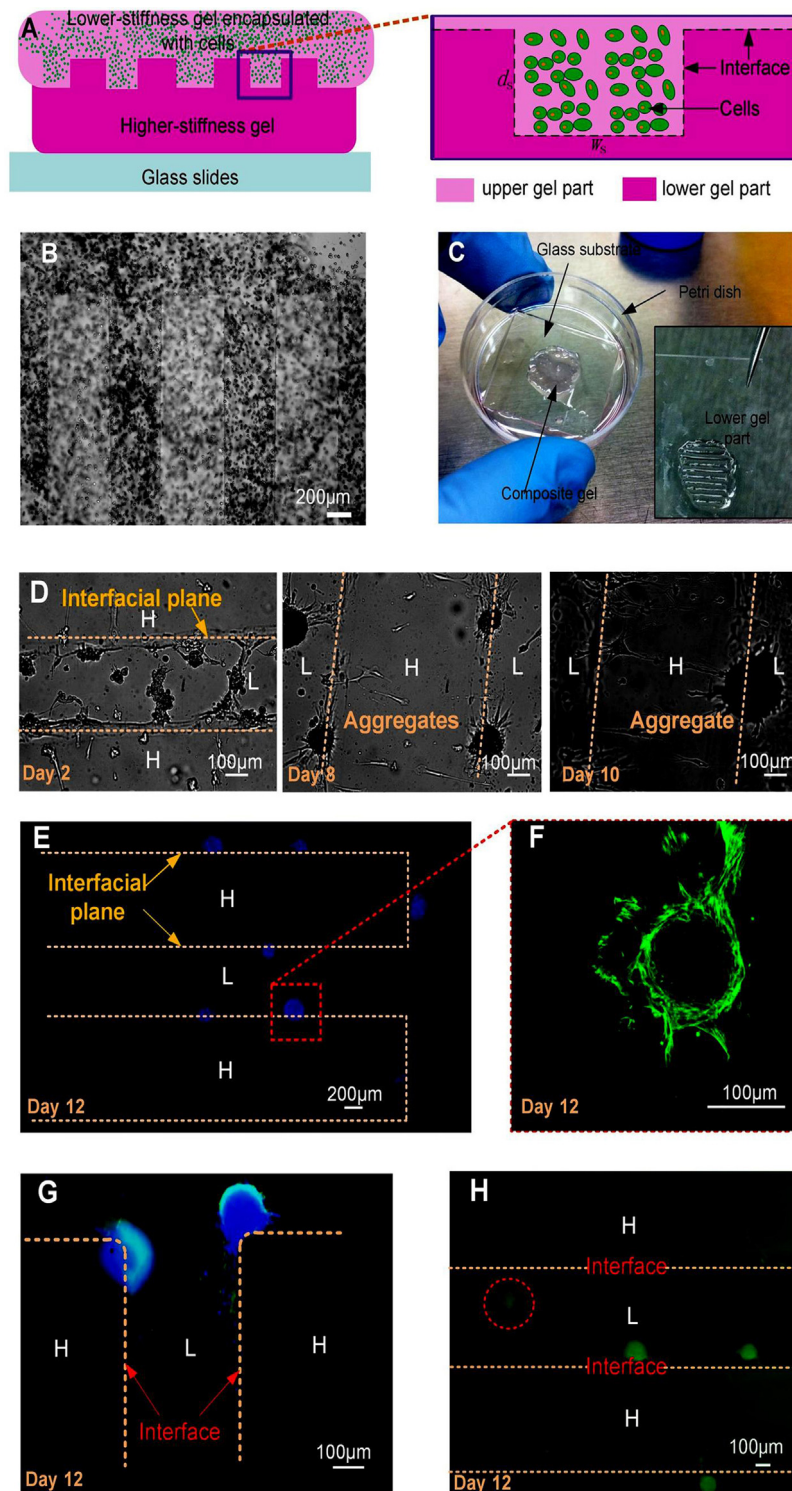 A
Lower-stiffness gel encapsulated
with cells
Higher-stiffness gel
Glass slides
d_s
w_s
Interface
Cells
upper gel part
lower gel part
B
200μm
C
Glass substrate
Petri dish
Composite gel
Lower gel
part
D
Interfacial plane
H
L
H
Day 2
100μm
L
H
L
Aggregates
Day 8
100μm
L
H
L
Aggregate
Day 10
100μm
E
Interfacial
plane
H
L
H
Day 12
200μm
F
Day 12
100μm
G
H
L
H
Interface
Day 12
100μm
H
H
Interface
L
Interface
H
Day 12
100μm